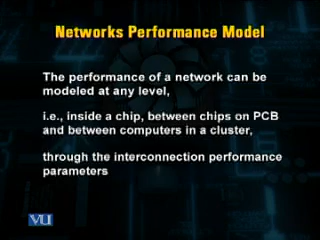 Networks Performance Model
The performance of a network can be
modeled at any level,
i.e., inside a chip, between chips on PCB
and between computers in a cluster,
through the interconnection performance
parameters
VU